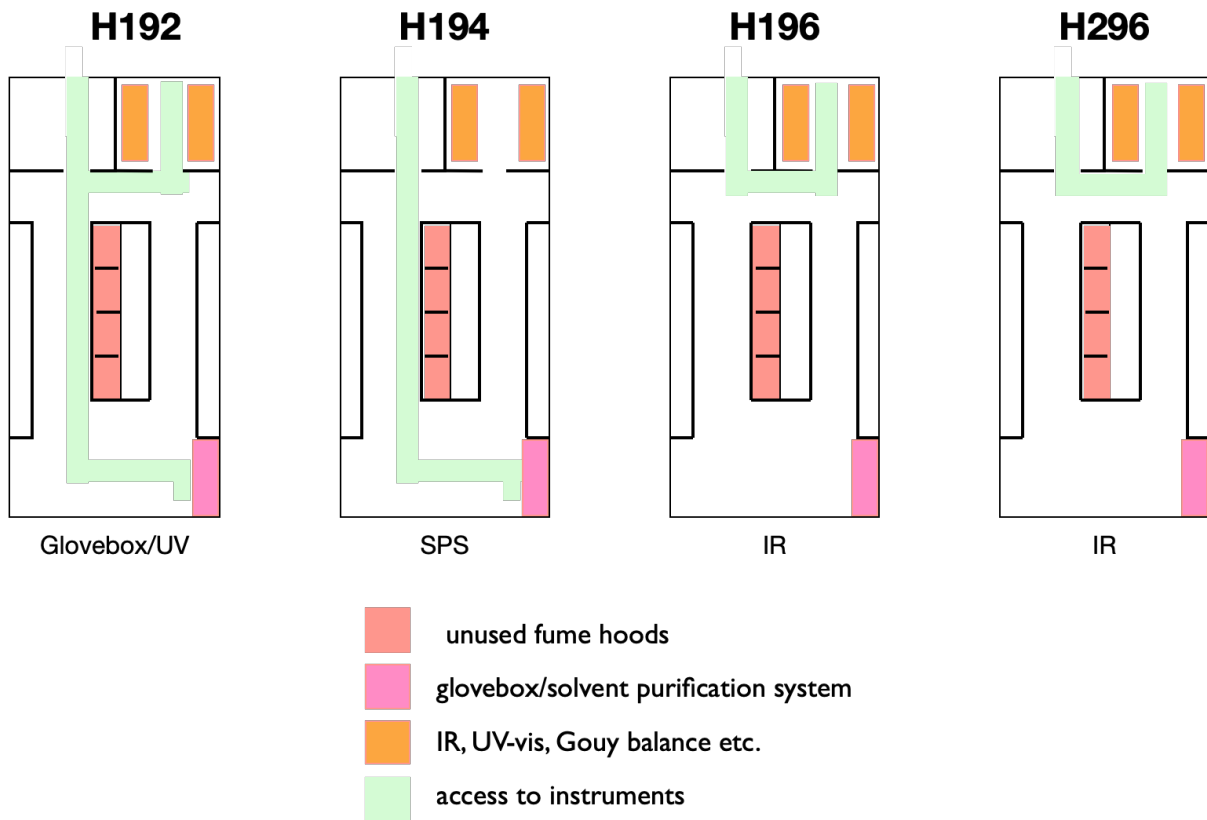 H192 H194 H196 H296
Glovebox/UV SPS IR IR
unused fume hoods
glovebox/solvent purification system
IR, UV-vis, Gouy balance etc.
access to instruments